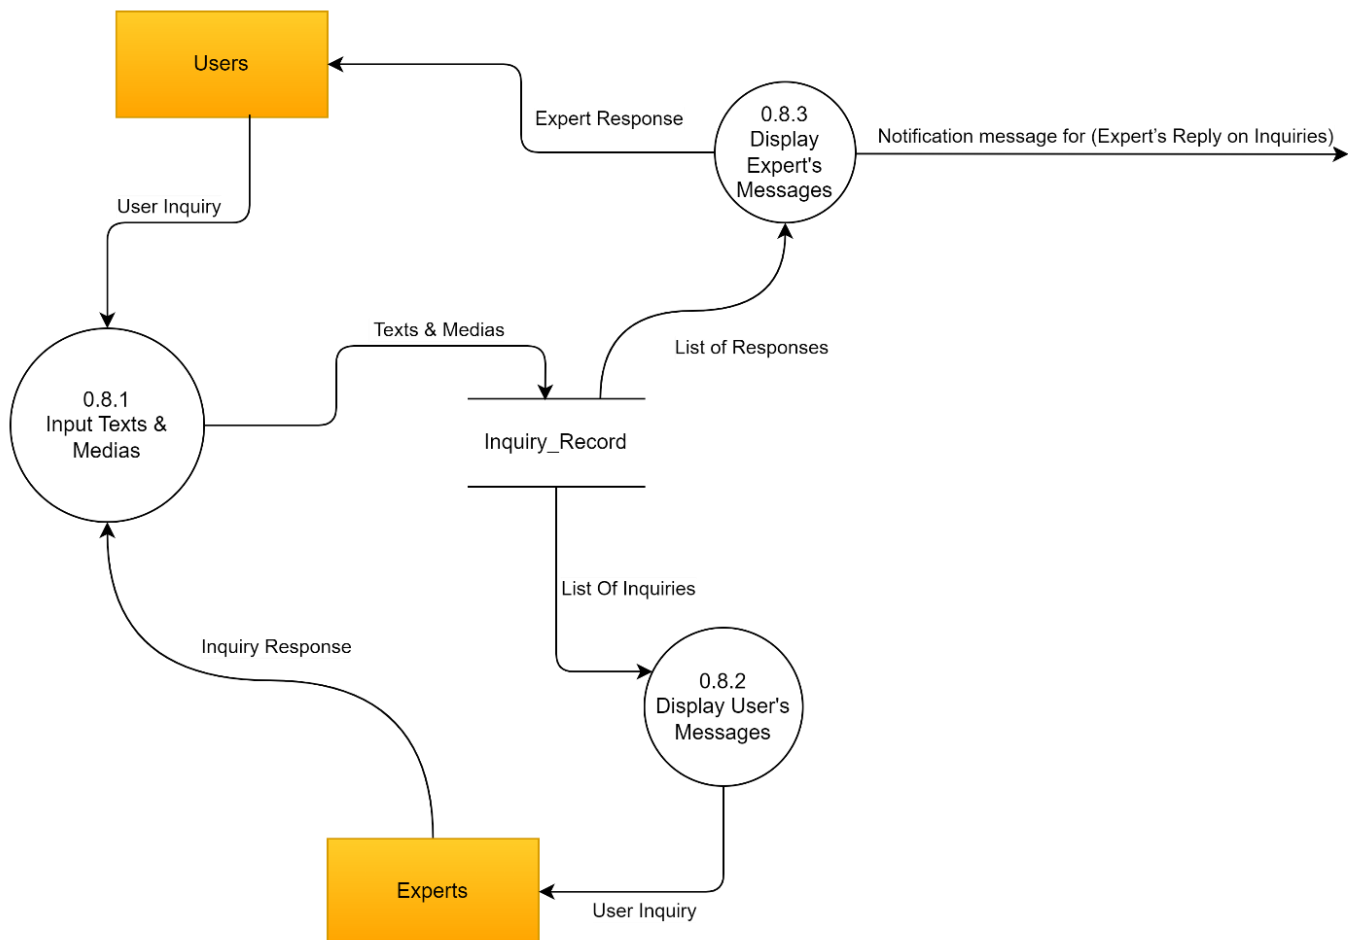 Users
Expert Response
0.8.3
Display
Expert's
Messages
Notification message for (Expert's Reply on Inquiries)
User Inquiry
Texts & Medias
List of Responses
0.8.1
Input Texts &
Medias
Inquiry_Record
List Of Inquiries
Inquiry Response
0.8.2
Display User's
Messages
Experts
User Inquiry